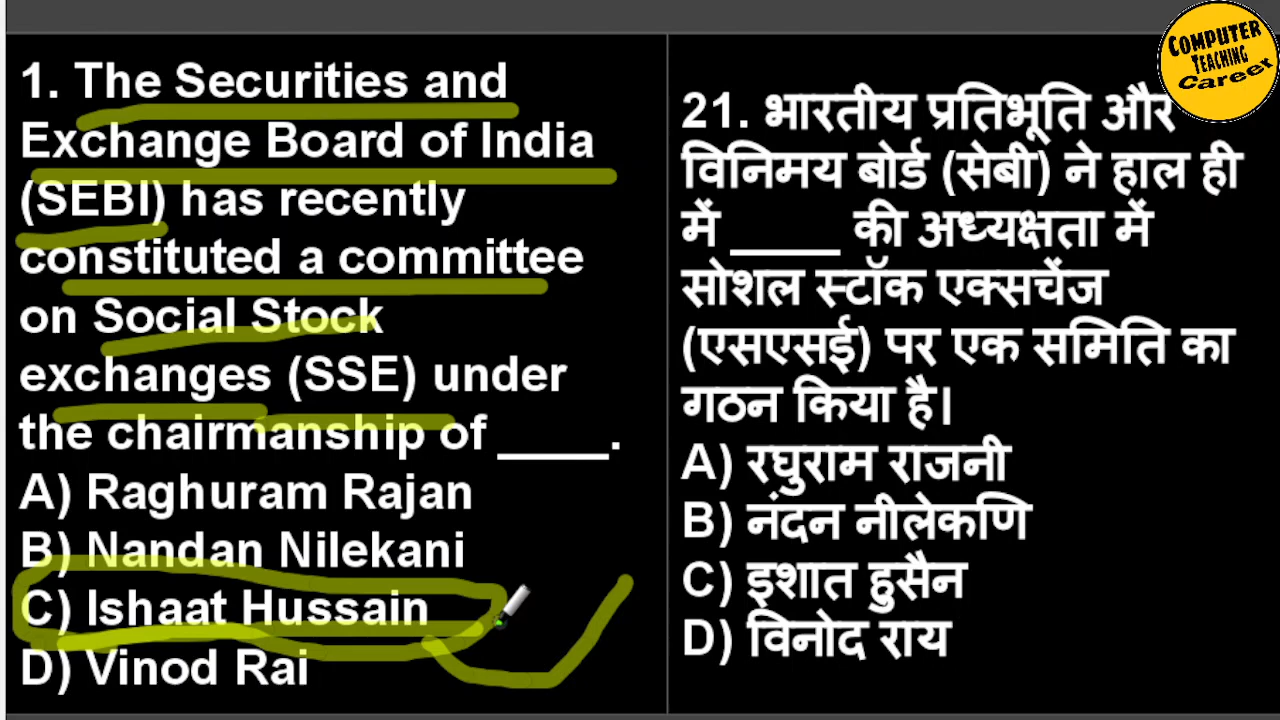 1. The Securities and
Exchange Board of India
(SEBI) has recently
constituted a committee
on Social Stock
exchanges (SSE) under
the chairmanship of ____.
A) Raghuram Rajan
B) Nandan Nilekani
C) Ishaat Hussain
D) Vinod Rai
21. भारतीय प्रतिभूति और
विनिमय बोर्ड (सेबी) ने हाल ही
में ____ की अध्यक्षता में
सोशल स्टॉक एक्सचेंज
(एसएसई) पर एक समिति का
गठन किया है।
A) रघुराम राजनी
B) नंदन नीलेकणि
C) इशात हुसैन
D) विनोद राय
COMPUTER
TEACHING
Career